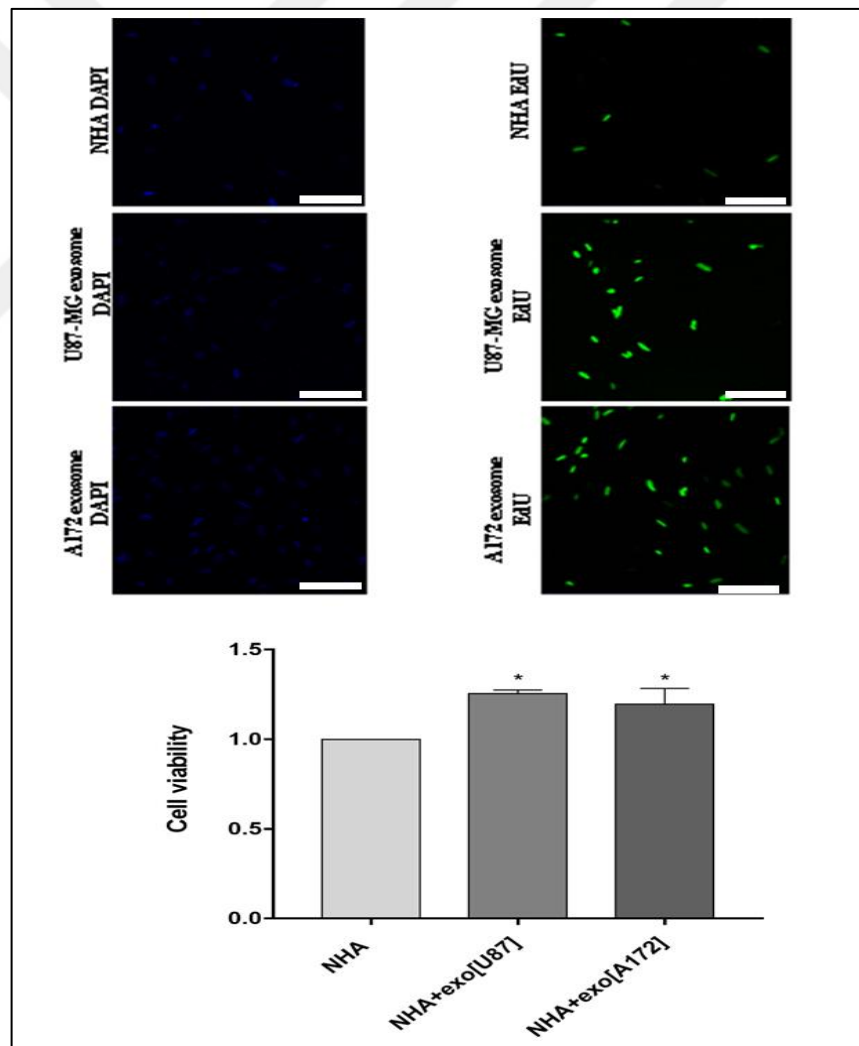 NHA DAPI
NHA EdU
U87-MG exosome
DAPI
U87-MG exosome
EdU
A172 exosome
DAPI
A172 exosome
EdU
1.5
1.0
0.5
0.0
Cell viability
*
*
NHA
NHA+exo[U87]
NHA+exo[A172]